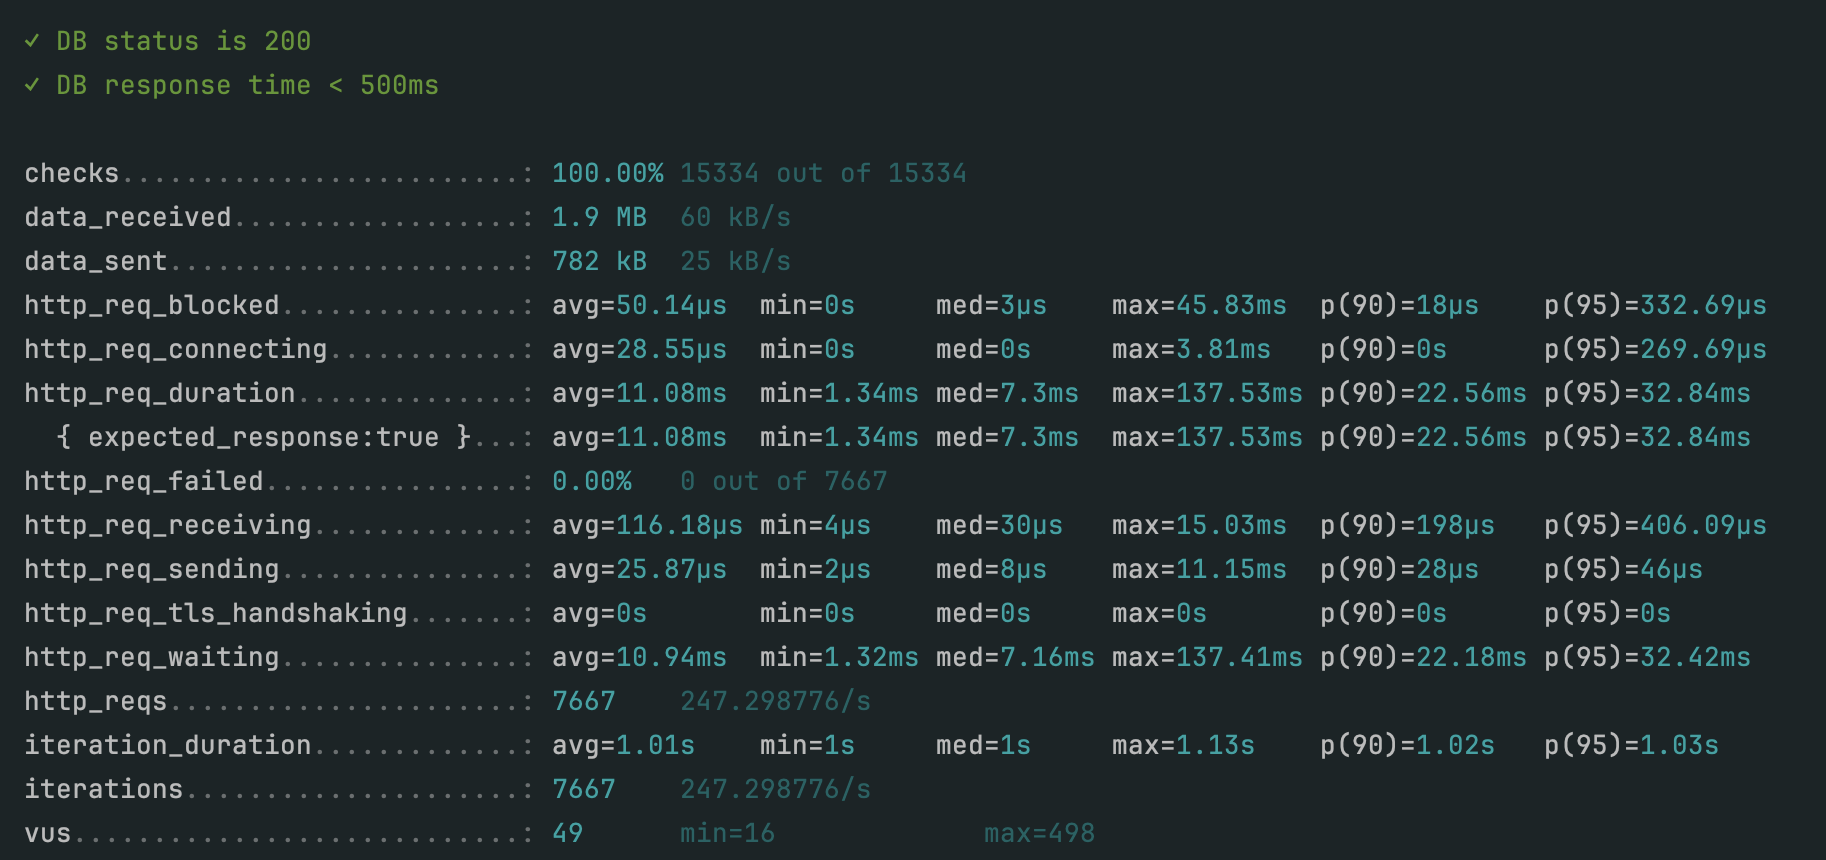 ✓ DB status is 200
✓ DB response time < 500ms
checks.........................: 100.00% 15334 out of 15334
data_received..................: 1.9 MB 60 kB/s
data_sent......................: 782 kB 25 kB/s
http_req_blocked...............: avg=50.14µs min=0s med=3µs max=45.83ms p(90)=18µs p(95)=332.69µs
http_req_connecting............: avg=28.55µs min=0s med=0s max=3.81ms p(90)=0s p(95)=269.69µs
http_req_duration..............: avg=11.08ms min=1.34ms med=7.3ms max=137.53ms p(90)=22.56ms p(95)=32.84ms
{ expected_response:true }...: avg=11.08ms min=1.34ms med=7.3ms max=137.53ms p(90)=22.56ms p(95)=32.84ms
http_req_failed................: 0.00% 0 out of 7667
http_req_receiving.............: avg=116.18µs min=4µs med=30µs max=15.03ms p(90)=198µs p(95)=406.09µs
http_req_sending...............: avg=25.87µs min=2µs med=8µs max=11.15ms p(90)=28µs p(95)=46µs
http_req_tls_handshaking.......: avg=0s min=0s med=0s max=0s p(90)=0s p(95)=0s
http_req_waiting...............: avg=10.94ms min=1.32ms med=7.16ms max=137.41ms p(90)=22.18ms p(95)=32.42ms
http_reqs......................: 7667 247.298776/s
iteration_duration.............: avg=1.01s min=1s med=1s max=1.13s p(90)=1.02s p(95)=1.03s
iterations.....................: 7667 247.298776/s
vus............................: 49 min=16 max=498